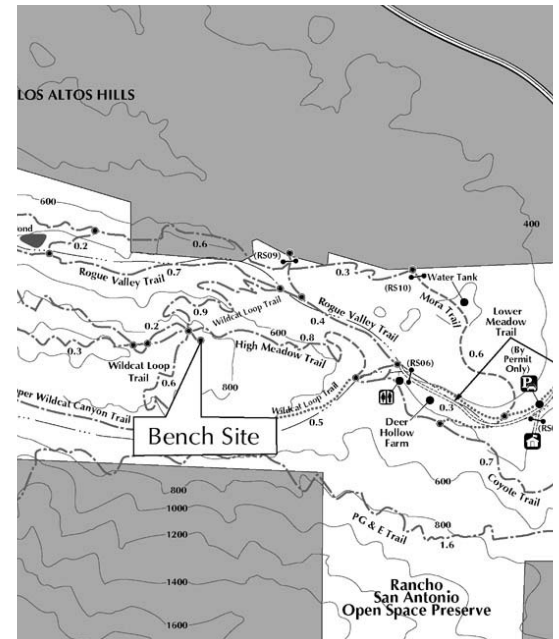 LOS ALTOS HILLS
600
400
ond
0.2
0.6
(RS09)
Rogue Valley Trail
0.7
0.3
(RS10)
Water Tank
Mora Trail
0.9
Wildcat Loop Trail
0.4
Rogue Valley Trail
Lower
Meadow
Trail
(By
Permit
Only)
0.2
0.3
600
High Meadow Trail
0.8
0.6
Wildcat Loop
Trail
0.6
800
(RS06)
per Wildcat Canyon Trail
Wildcat Loop Trail
0.5
0.3
Bench Site
Deer
Hollow
Farm
(RS0
0.7
Coyote Trail
600
800
800
1000
1200
1400
1600
PG & E Trail
1.6
Rancho
San Antonio
Open Space Preserve